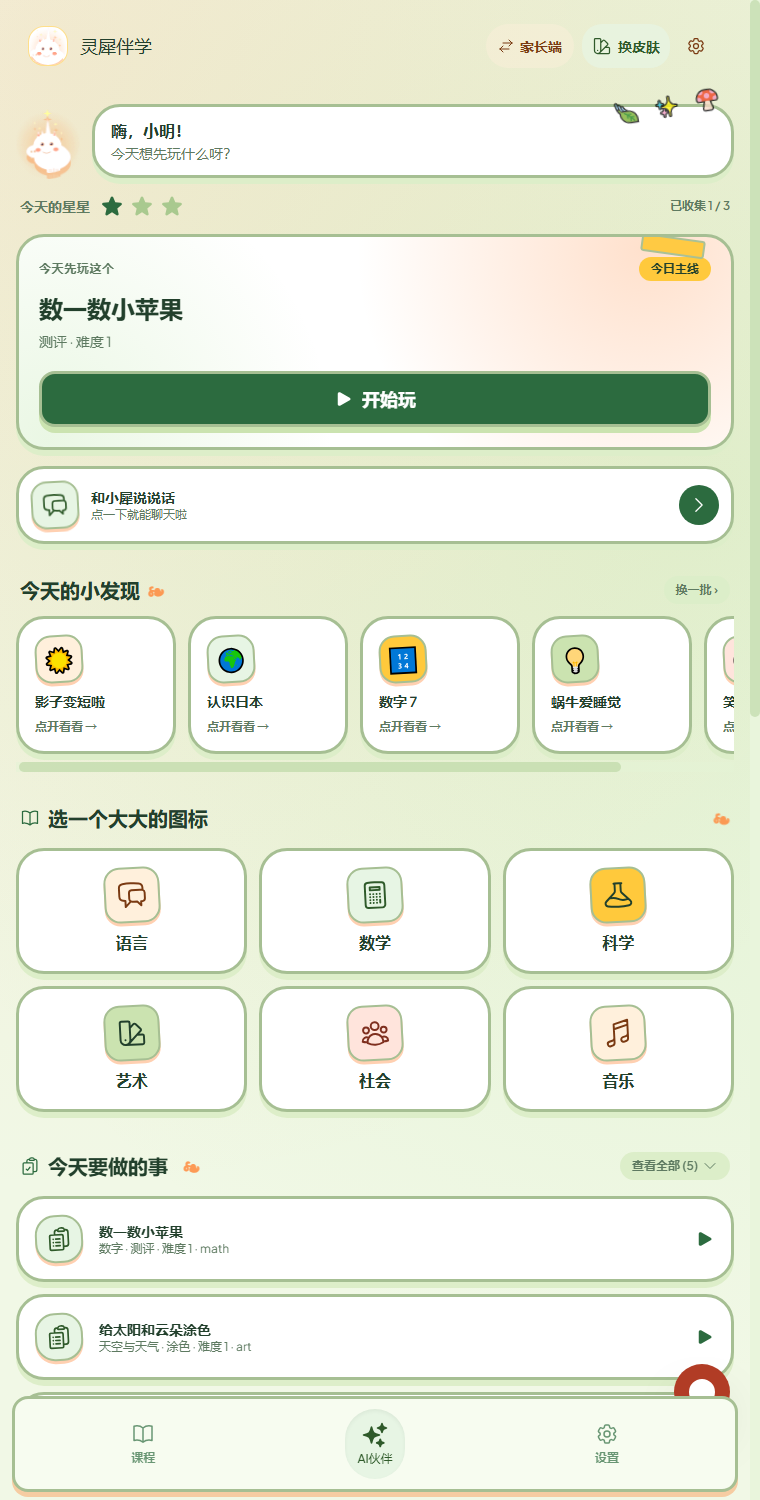 灵犀伴学
家长端
换皮肤
嗨，小明！
今天想先玩什么呀？
今天的星星
已收集 1 / 3
今天先玩这个
今日主线
数一数小苹果
测评 · 难度 1
开始玩
和小犀说说话
点一下就能聊天啦
今天的小发现
换一批 ›
影子变短啦
点开看看 →
认识日本
点开看看 →
1 2
3 4
数字 7
点开看看 →
蜗牛爱睡觉
点开看看 →
选一个大大的图标
语言
数学
科学
艺术
社会
音乐
今天要做的事
查看全部 (5)
数一数小苹果
数字 · 测评 · 难度 1 · math
给太阳和云朵涂色
天空与天气 · 涂色 · 难度 1 · art
课程
AI伙伴
设置